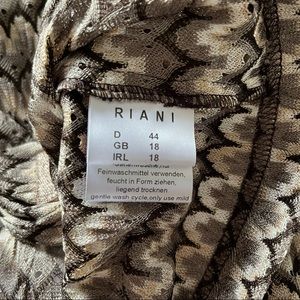 RIANI
D 44
GB 18
IRL 18
Feinwaschmittel verwenden,
feucht in Form ziehen,
liegend trocknen
gentle wash cycle,only use mild